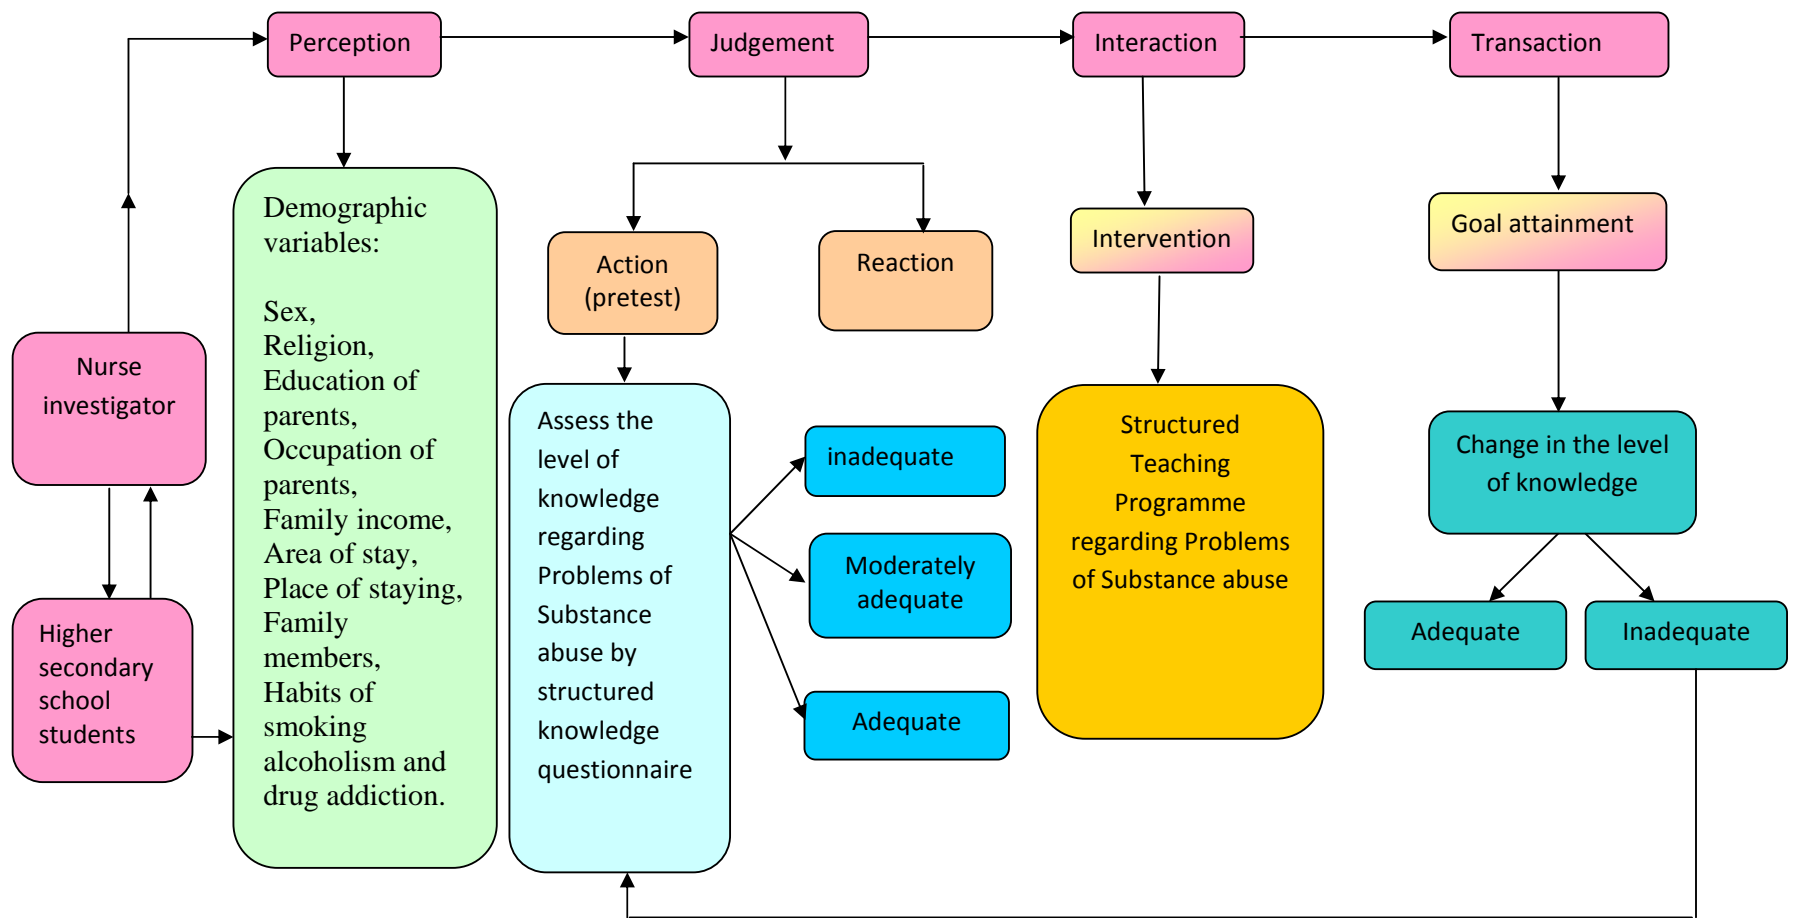 Perception
Judgement
Interaction
Transaction
Nurse
investigator
Higher
secondary
school
students
Demographic
variables:
Sex,
Religion,
Education of
parents,
Occupation of
parents,
Family income,
Area of stay,
Place of staying,
Family
members,
Habits of
smoking
alcoholism and
drug addiction.
Action
(pretest)
Reaction
Assess the
level of
knowledge
regarding
Problems of
Substance
abuse by
structured
knowledge
questionnaire
inadequate
Moderately
adequate
Adequate
Intervention
Structured
Teaching
Programme
regarding Problems
of Substance abuse
Goal attainment
Change in the level
of knowledge
Adequate
Inadequate